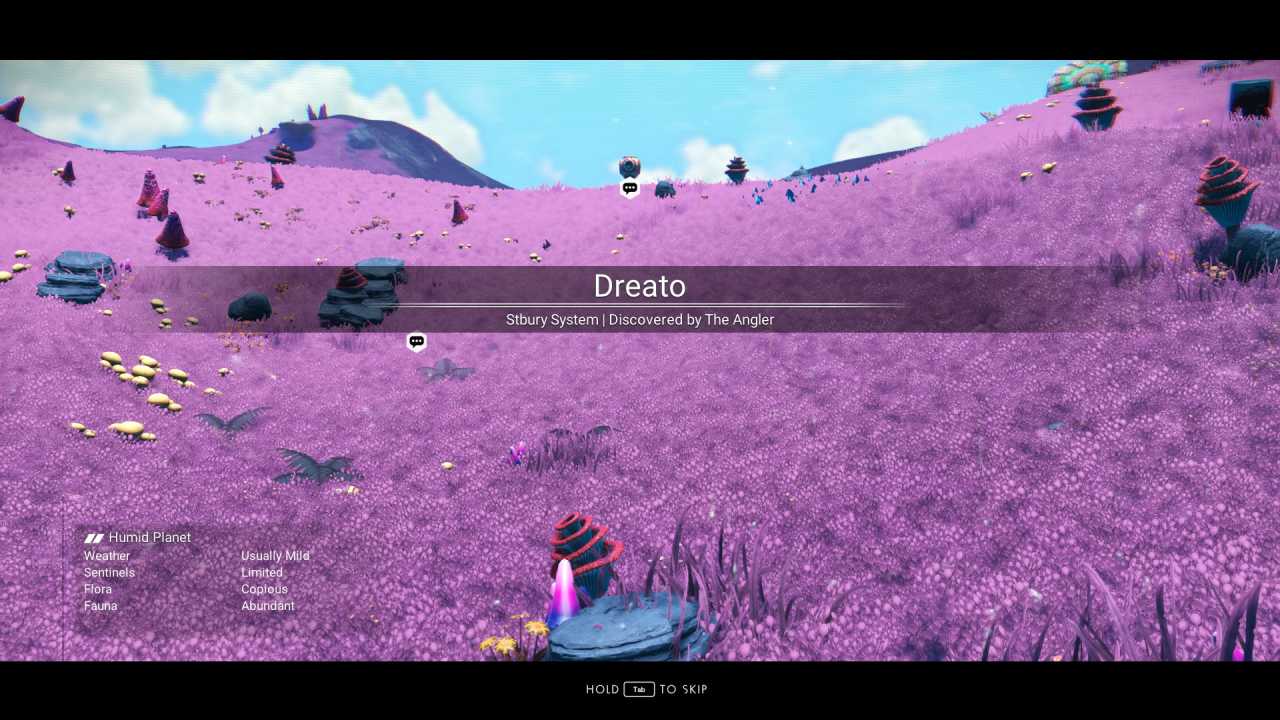 Dreato
Stbury System | Discovered by The Angler
Humid Planet
Weather Usually Mild
Sentinels Limited
Flora Copious
Fauna Abundant
HOLD Tab TO SKIP